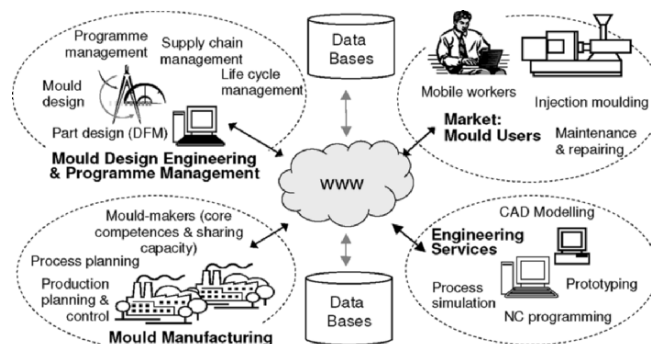 Programme
management
Supply chain
management
Life cycle
management
Mould
design
Part design (DFM)
Mould Design Engineering
& Programme Management
Data
Bases
Mobile workers
Injection moulding
Market:
Mould Users
Maintenance
& repairing
www
Mould-makers (core
competences & sharing
capacity)
Process planning
Production
planning &
control
Mould Manufacturing
Data
Bases
CAD Modelling
Engineering
Services
Prototyping
Process
simulation
NC programming